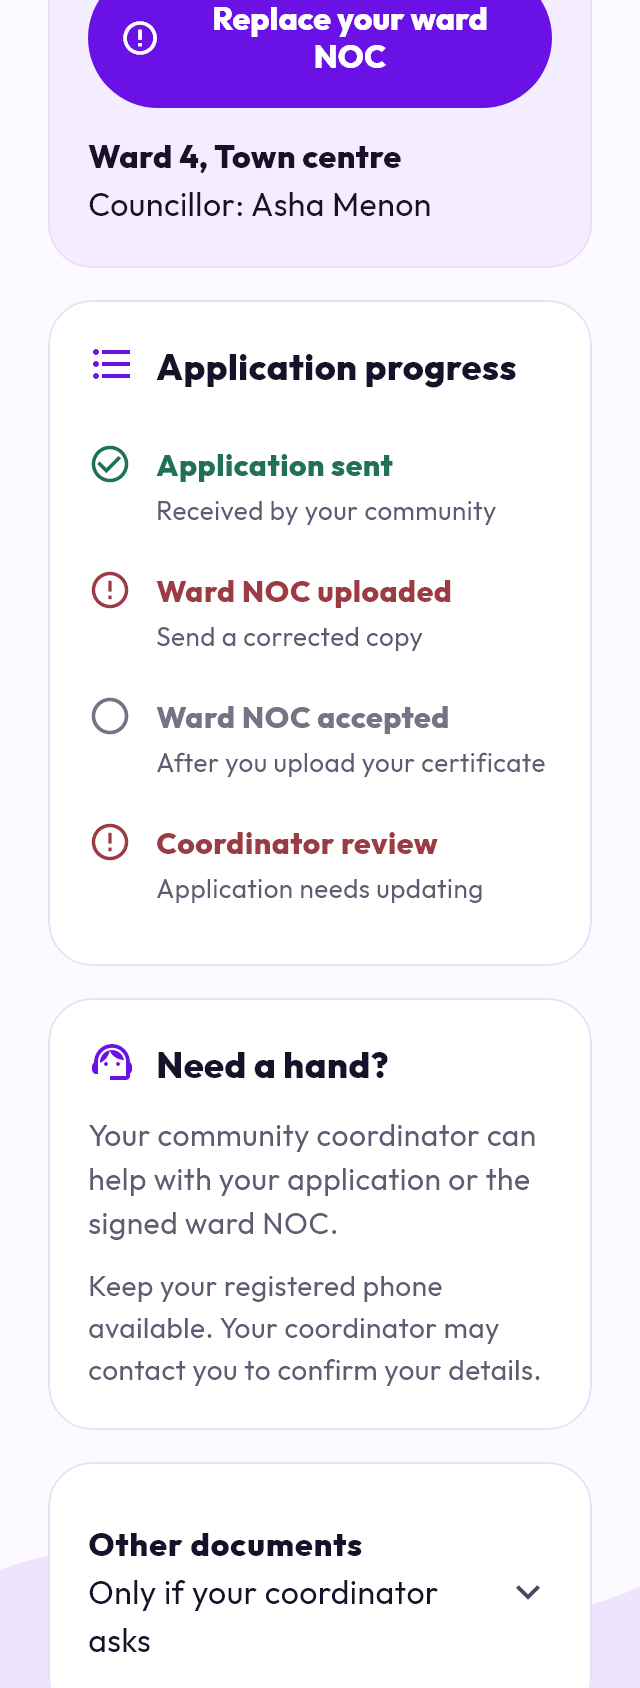 Replace your ward
NOC
Ward 4, Town centre
Councillor: Asha Menon
Application progress
Application sent
Received by your community
Ward NOC uploaded
Send a corrected copy
Ward NOC accepted
After you upload your certificate
Coordinator review
Application needs updating
Need a hand?
Your community coordinator can
help with your application or the
signed ward NOC.
Keep your registered phone
available. Your coordinator may
contact you to confirm your details.
Other documents
Only if your coordinator
asks